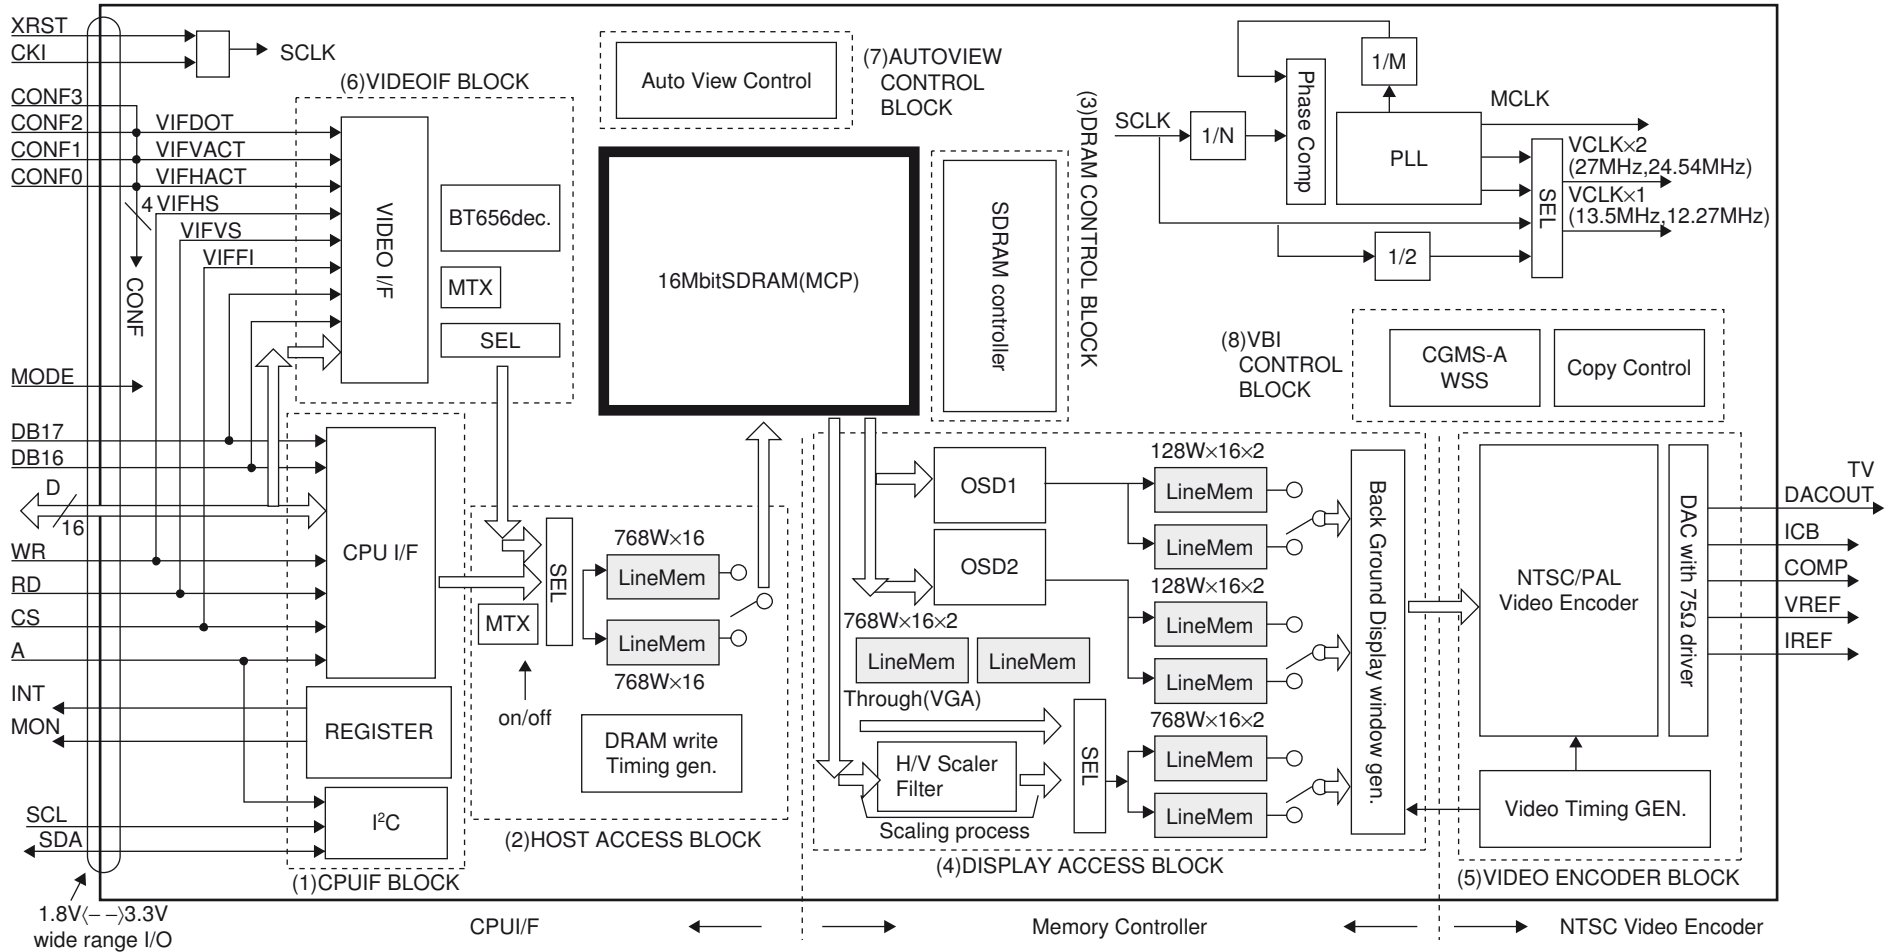 XRST
CKI
SCLK
CONF3
CONF2
CONF1
CONF0
VIFDOT
VIFVACT
VIFHACT
4
VIFHS
VIFVS
VIFFI
CONF
MODE
DB17
DB16
D
16
WR
RD
CS
A
INT
MON
SCL
SDA
1.8V⟨– –⟩3.3V
wide range I/O
(6)VIDEOIF BLOCK
VIDEO I/F
BT656dec.
MTX
SEL
CPU I/F
REGISTER
I²C
(1)CPUIF BLOCK
Auto View Control
(7)AUTOVIEW
CONTROL
BLOCK
16MbitSDRAM(MCP)
SDRAM controller
(3)DRAM CONTROL BLOCK
SCLK
1/N
Phase Comp
1/M
PLL
MCLK
SEL
1/2
VCLK×2
(27MHz,24.54MHz)
VCLK×1
(13.5MHz,12.27MHz)
(8)VBI
CONTROL
BLOCK
CGMS-A
WSS
Copy Control
SEL
MTX
on/off
768W×16
LineMem
LineMem
768W×16
DRAM write
Timing gen.
(2)HOST ACCESS BLOCK
OSD1
OSD2
768W×16×2
LineMem
LineMem
Through(VGA)
H/V Scaler
Filter
Scaling process
SEL
128W×16×2
LineMem
LineMem
128W×16×2
LineMem
LineMem
768W×16×2
LineMem
LineMem
Back Ground Display window gen.
(4)DISPLAY ACCESS BLOCK
NTSC/PAL
Video Encoder
DAC with 75Ω driver
Video Timing GEN.
(5)VIDEO ENCODER BLOCK
TV
DACOUT
ICB
COMP
VREF
IREF
CPUI/F
Memory Controller
NTSC Video Encoder